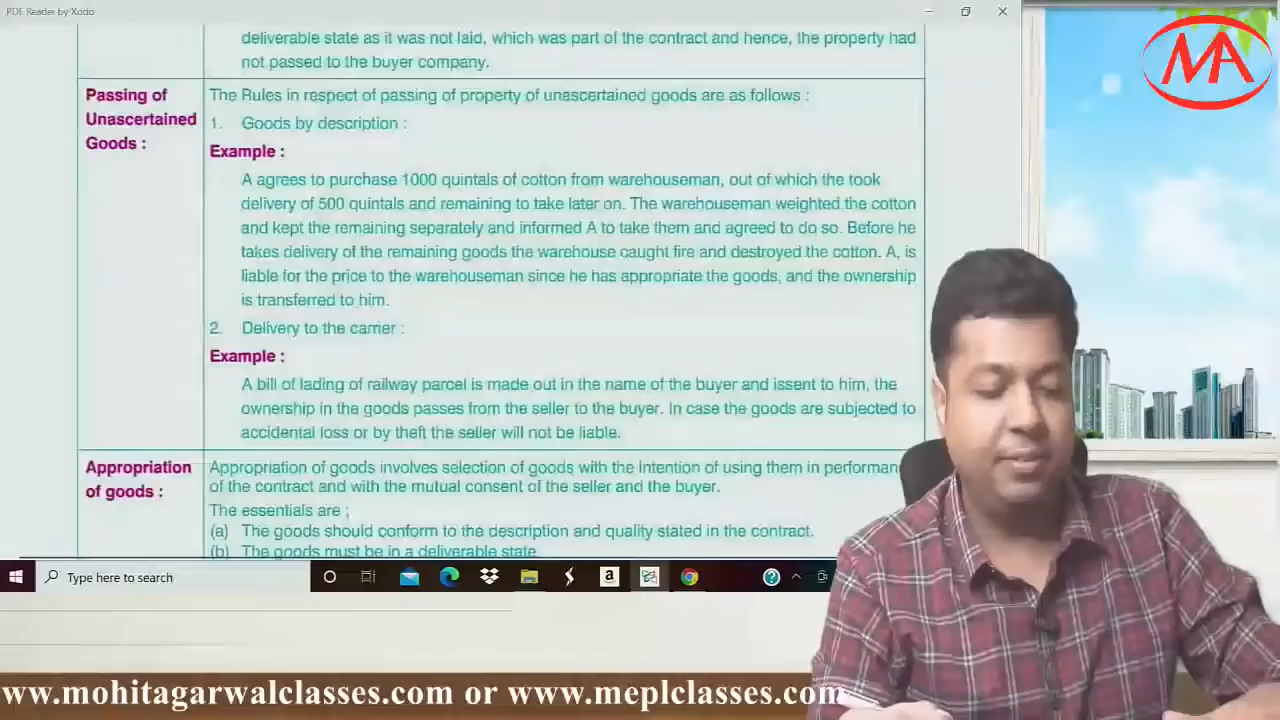 PDF Reader by Xodo
MA
deliverable state as it was not laid, which was part of the contract and hence, the property had
not passed to the buyer company.
Passing of
Unascertained
Goods :
The Rules in respect of passing of property of unascertained goods are as follows :
1. Goods by description :
Example :
A agrees to purchase 1000 quintals of cotton from warehouseman, out of which the took
delivery of 500 quintals and remaining to take later on. The warehouseman weighted the cotton
and kept the remaining separately and informed A to take them and agreed to do so. Before he
takes delivery of the remaining goods the warehouse caught fire and destroyed the cotton. A, is
liable for the price to the warehouseman since he has appropriate the goods, and the ownership
is transferred to him.
2. Delivery to the carrier :
Example :
A bill of lading of railway parcel is made out in the name of the buyer and issent to him, the
ownership in the goods passes from the seller to the buyer. In case the goods are subjected to
accidental loss or by theft the seller will not be liable.
Appropriation
of goods :
Appropriation of goods involves selection of goods with the intention of using them in performan
of the contract and with the mutual consent of the seller and the buyer.
The essentials are ;
(a) The goods should conform to the description and quality stated in the contract.
(b) The goods must be in a deliverable state.
Type here to search
www.mohitagarwalclasses.com or www.meplclasses.com